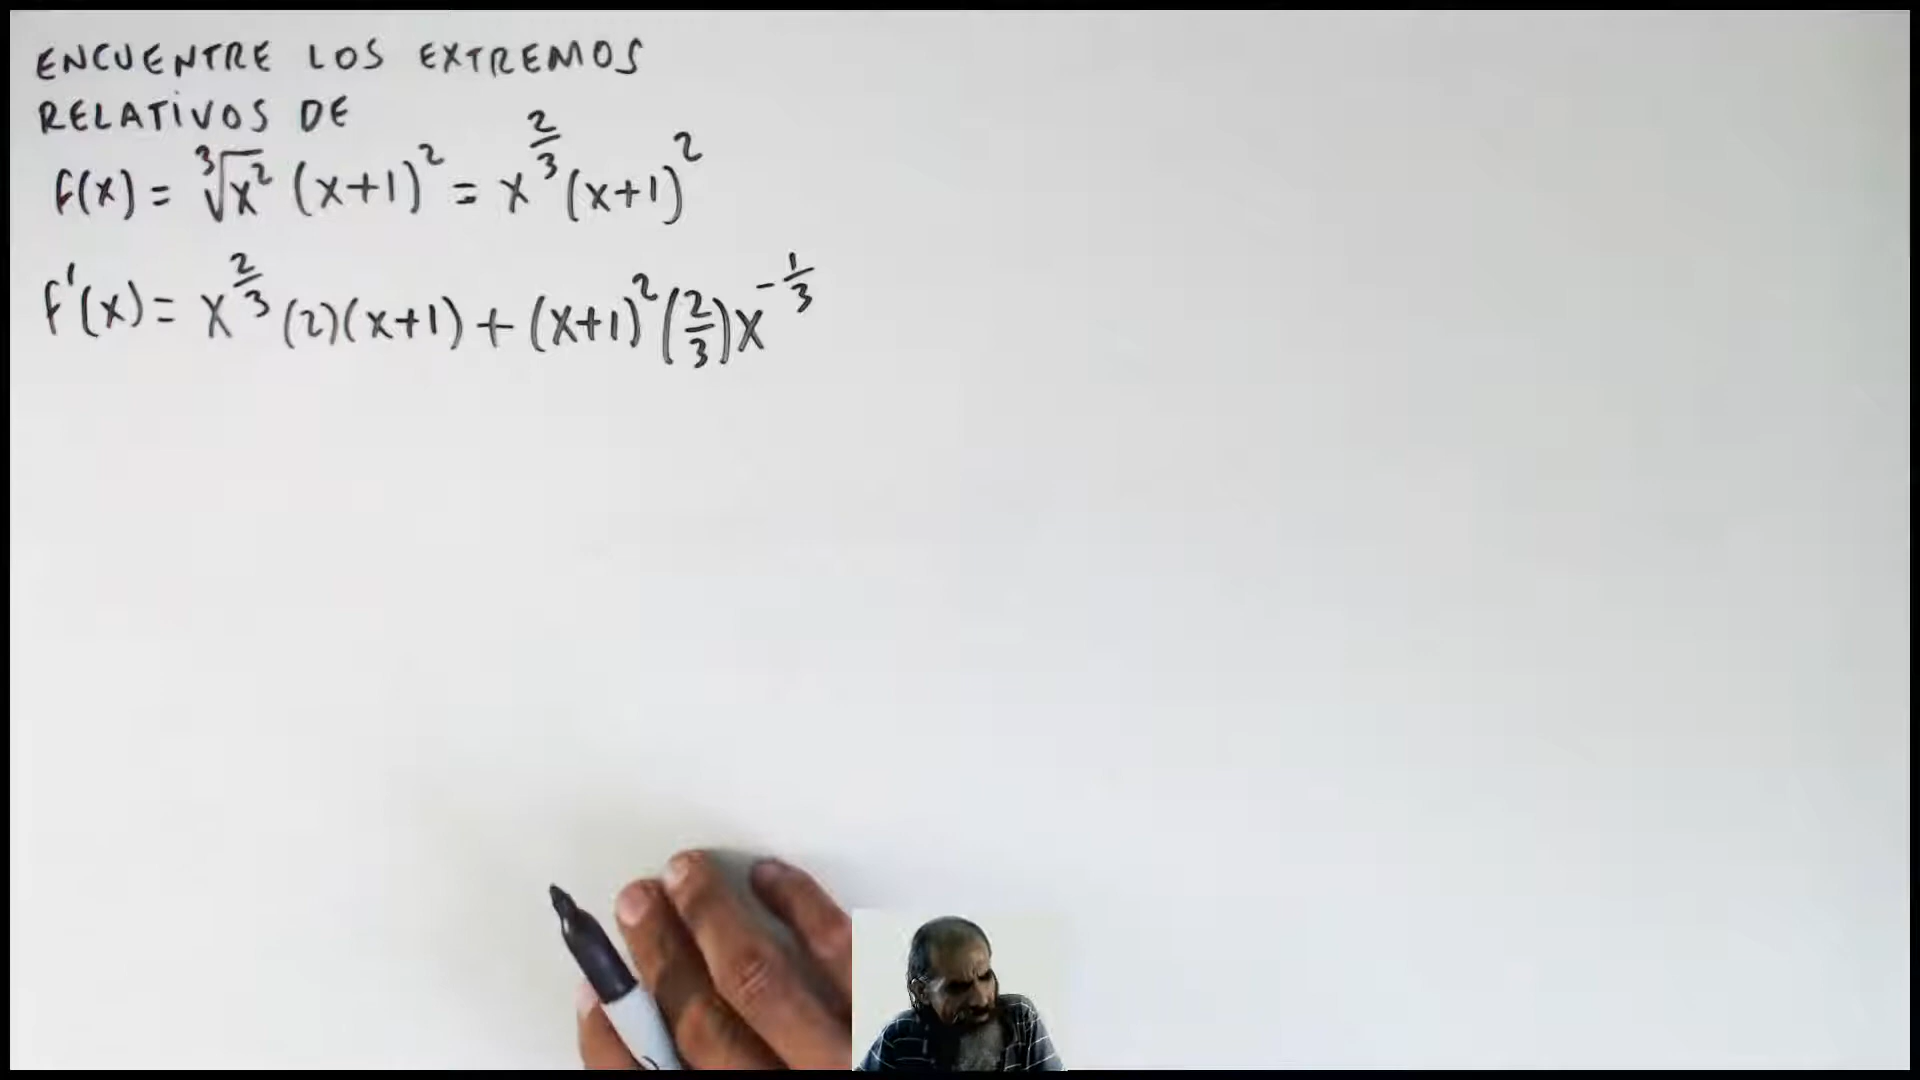 ENCUENTRE LOS EXTREMOS
RELATIVOS DE
f(x) = ∛x² (x+1)² = x^(2/3) (x+1)²
f'(x) = x^(2/3) (2)(x+1) + (x+1)² (2/3) x^(-1/3)